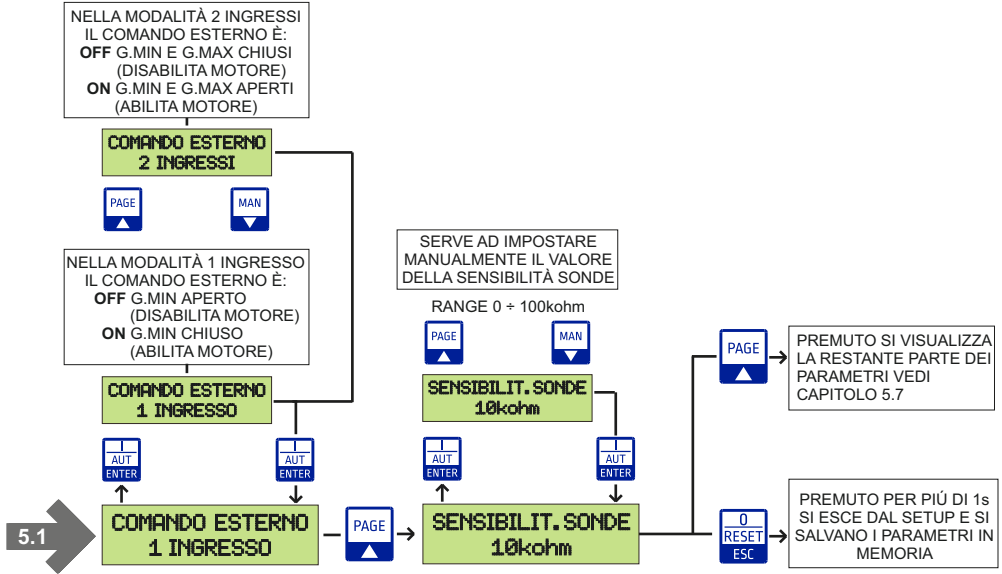 NELLA MODALITÀ 2 INGRESSI
IL COMANDO ESTERNO È:
OFF G.MIN E G.MAX CHIUSI
(DISABILITA MOTORE)
ON G.MIN E G.MAX APERTI
(ABILITA MOTORE)
COMANDO ESTERNO
2 INGRESSI
PAGE
MAN
NELLA MODALITÀ 1 INGRESSO
IL COMANDO ESTERNO È:
OFF G.MIN APERTO
(DISABILITA MOTORE)
ON G.MIN CHIUSO
(ABILITA MOTORE)
COMANDO ESTERNO
1 INGRESSO
I
AUT
ENTER
I
AUT
ENTER
5.1
COMANDO ESTERNO
1 INGRESSO
PAGE
SERVE AD IMPOSTARE
MANUALMENTE IL VALORE
DELLA SENSIBILITÀ SONDE
RANGE 0 ÷ 100kohm
PAGE
MAN
SENSIBILIT.SONDE
10kohm
I
AUT
ENTER
I
AUT
ENTER
SENSIBILIT.SONDE
10kohm
PAGE
PREMUTO SI VISUALIZZA
LA RESTANTE PARTE DEI
PARAMETRI VEDI
CAPITOLO 5.7
0
RESET
ESC
PREMUTO PER PIÚ DI 1s
SI ESCE DAL SETUP E SI
SALVANO I PARAMETRI IN
MEMORIA